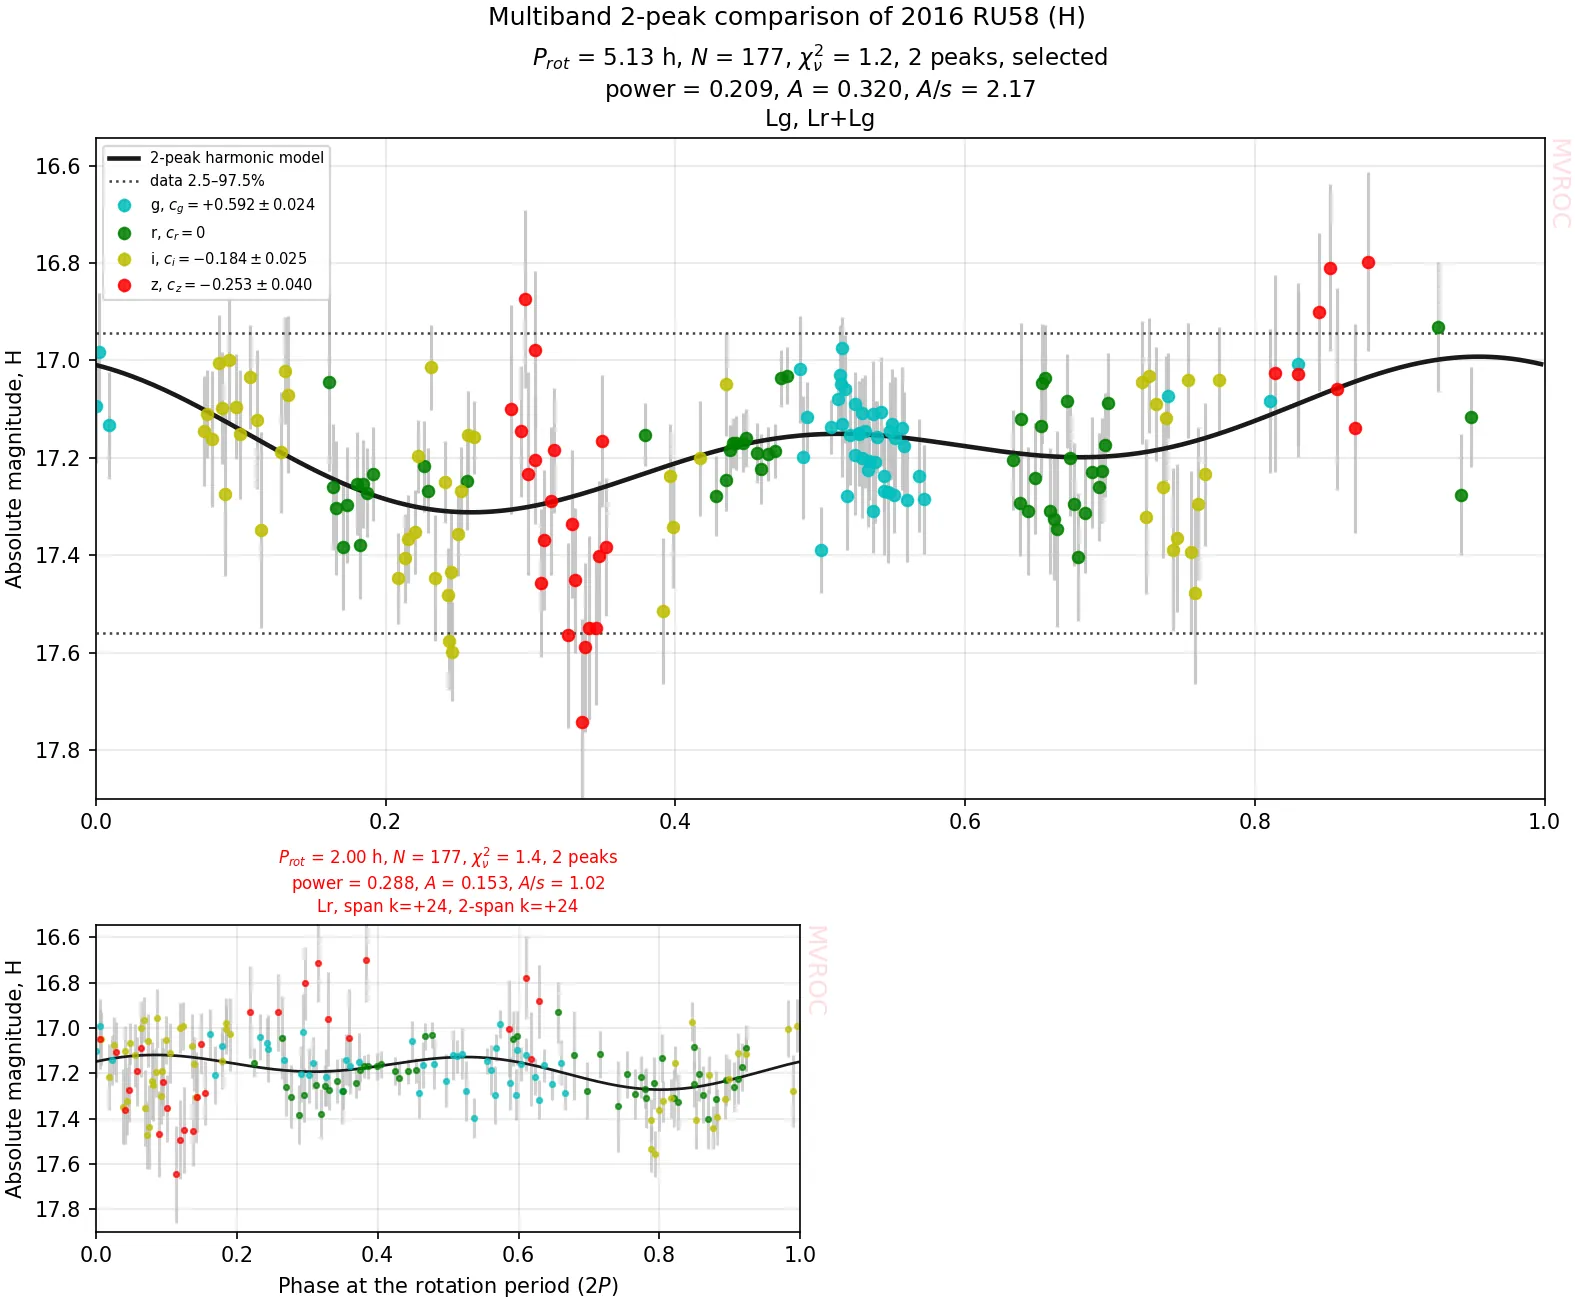 Multiband 2-peak comparison of 2016 RU58 (H)
P_rot = 5.13 h, N = 177, χ²_ν = 1.2, 2 peaks, selected
power = 0.209, A = 0.320, A/s = 2.17
Lg, Lr+Lg
2-peak harmonic model
data 2.5–97.5%
g, c_g = +0.592 ± 0.024
r, c_r = 0
i, c_i = −0.184 ± 0.025
z, c_z = −0.253 ± 0.040
MVROC
Absolute magnitude, H
16.6
16.8
17.0
17.2
17.4
17.6
17.8
0.0 0.2 0.4 0.6 0.8 1.0
P_rot = 2.00 h, N = 177, χ²_ν = 1.4, 2 peaks
power = 0.288, A = 0.153, A/s = 1.02
Lr, span k=+24, 2-span k=+24
MVROC
Absolute magnitude, H
16.6
16.8
17.0
17.2
17.4
17.6
17.8
0.0 0.2 0.4 0.6 0.8 1.0
Phase at the rotation period (2P)